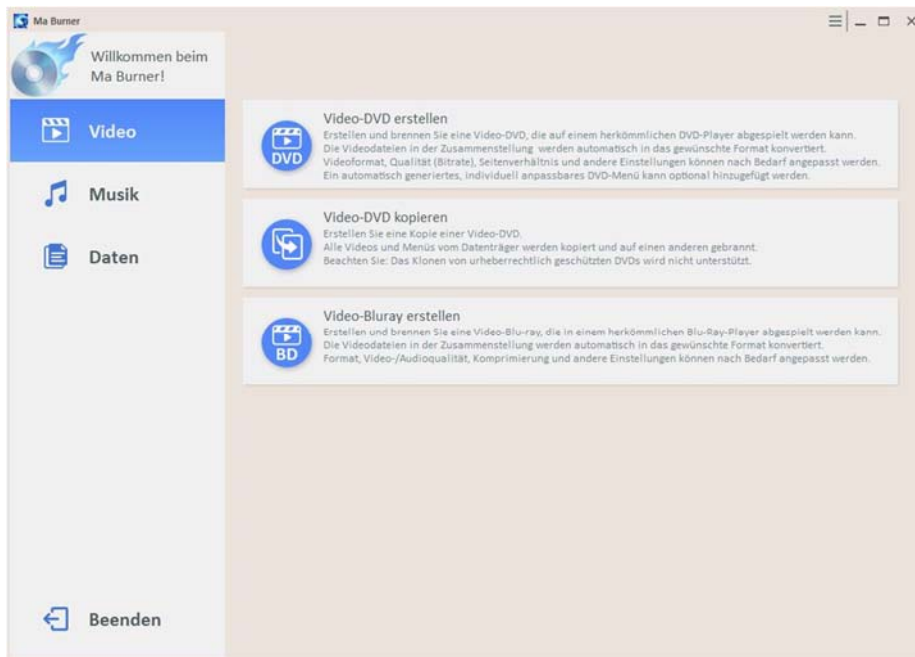 Ma Burner
Willkommen beim
Ma Burner!
Video
Musik
Daten
Beenden
Video-DVD erstellen
Erstellen und brennen Sie eine Video-DVD, die auf einem herkömmlichen DVD-Player abgespielt werden kann.
Die Videodateien in der Zusammenstellung werden automatisch in das gewünschte Format konvertiert.
Videoformat, Qualität (Bitrate), Seitenverhältnis und andere Einstellungen können nach Bedarf angepasst werden.
Ein automatisch generiertes, individuell anpassbares DVD-Menü kann optional hinzugefügt werden.
DVD
Video-DVD kopieren
Erstellen Sie eine Kopie einer Video-DVD.
Alle Videos und Menüs vom Datenträger werden kopiert und auf einen anderen gebrannt.
Beachten Sie: Das Klonen von urheberrechtlich geschützten DVDs wird nicht unterstützt.
Video-Bluray erstellen
Erstellen und brennen Sie eine Video-Blu-ray, die in einem herkömmlichen Blu-Ray-Player abgespielt werden kann.
Die Videodateien in der Zusammenstellung werden automatisch in das gewünschte Format konvertiert.
Format, Video-/Audioqualität, Komprimierung und andere Einstellungen können nach Bedarf angepasst werden.
BD